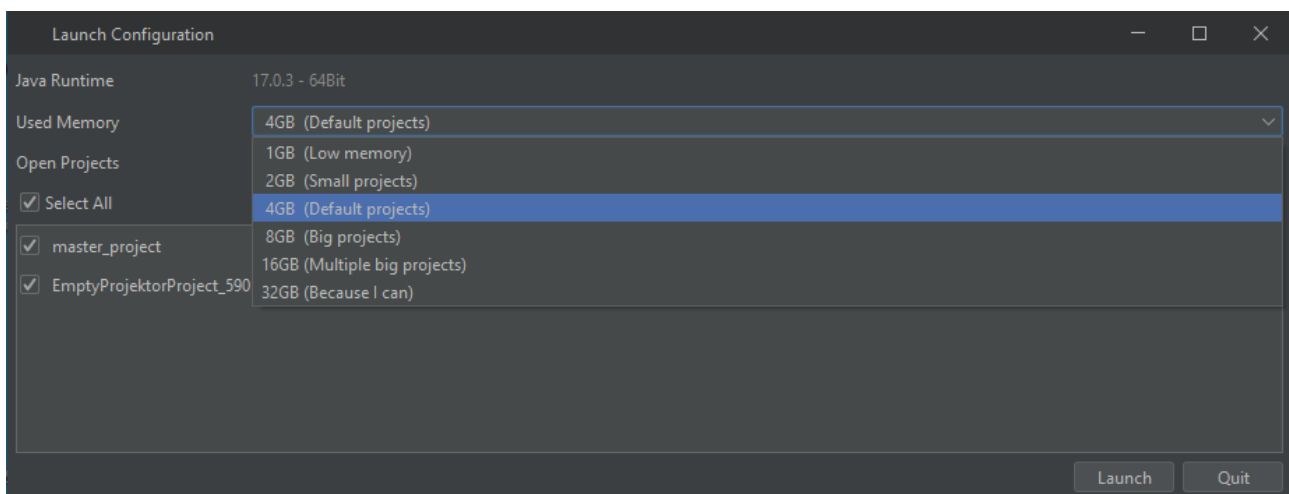 Launch Configuration
Java Runtime 17.0.3 - 64Bit
Used Memory 4GB (Default projects)
Open Projects
1GB (Low memory)
2GB (Small projects)
4GB (Default projects)
8GB (Big projects)
16GB (Multiple big projects)
32GB (Because I can)
Select All
master_project
EmptyProjektorProject_590
Launch Quit